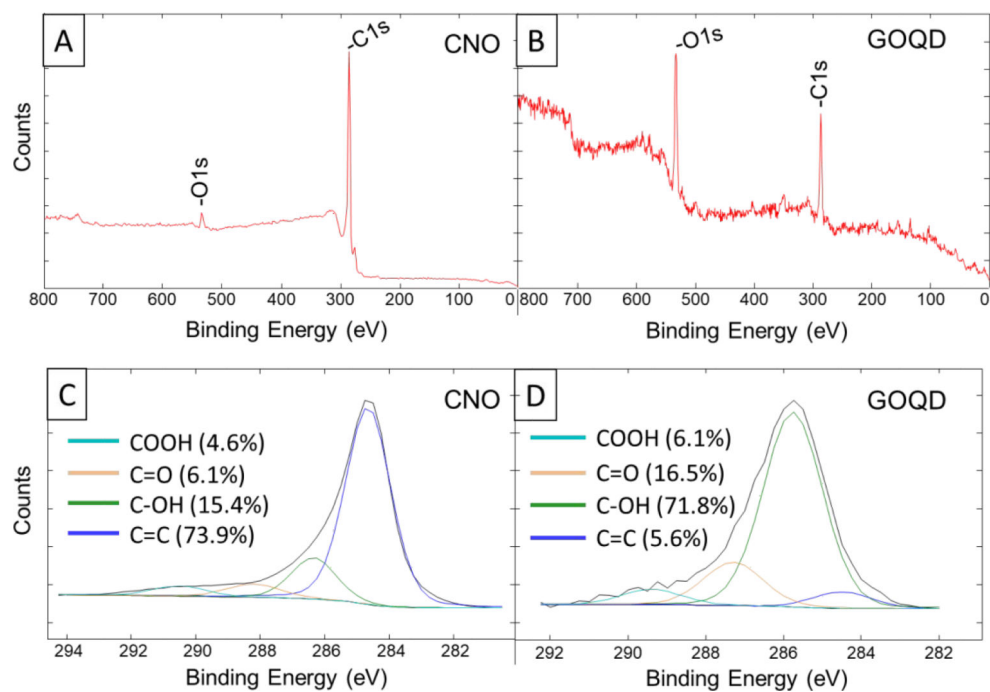 A
-C1s
CNO
-O1s
Counts
800 700 600 500 400 300 200 100 0
Binding Energy (eV)
B
-O1s
GOQD
-C1s
800 700 600 500 400 300 200 100 0
Binding Energy (eV)
C
CNO
COOH (4.6%)
C=O (6.1%)
C-OH (15.4%)
C=C (73.9%)
Counts
294 292 290 288 286 284 282
Binding Energy (eV)
D
GOQD
COOH (6.1%)
C=O (16.5%)
C-OH (71.8%)
C=C (5.6%)
292 290 288 286 284 282
Binding Energy (eV)